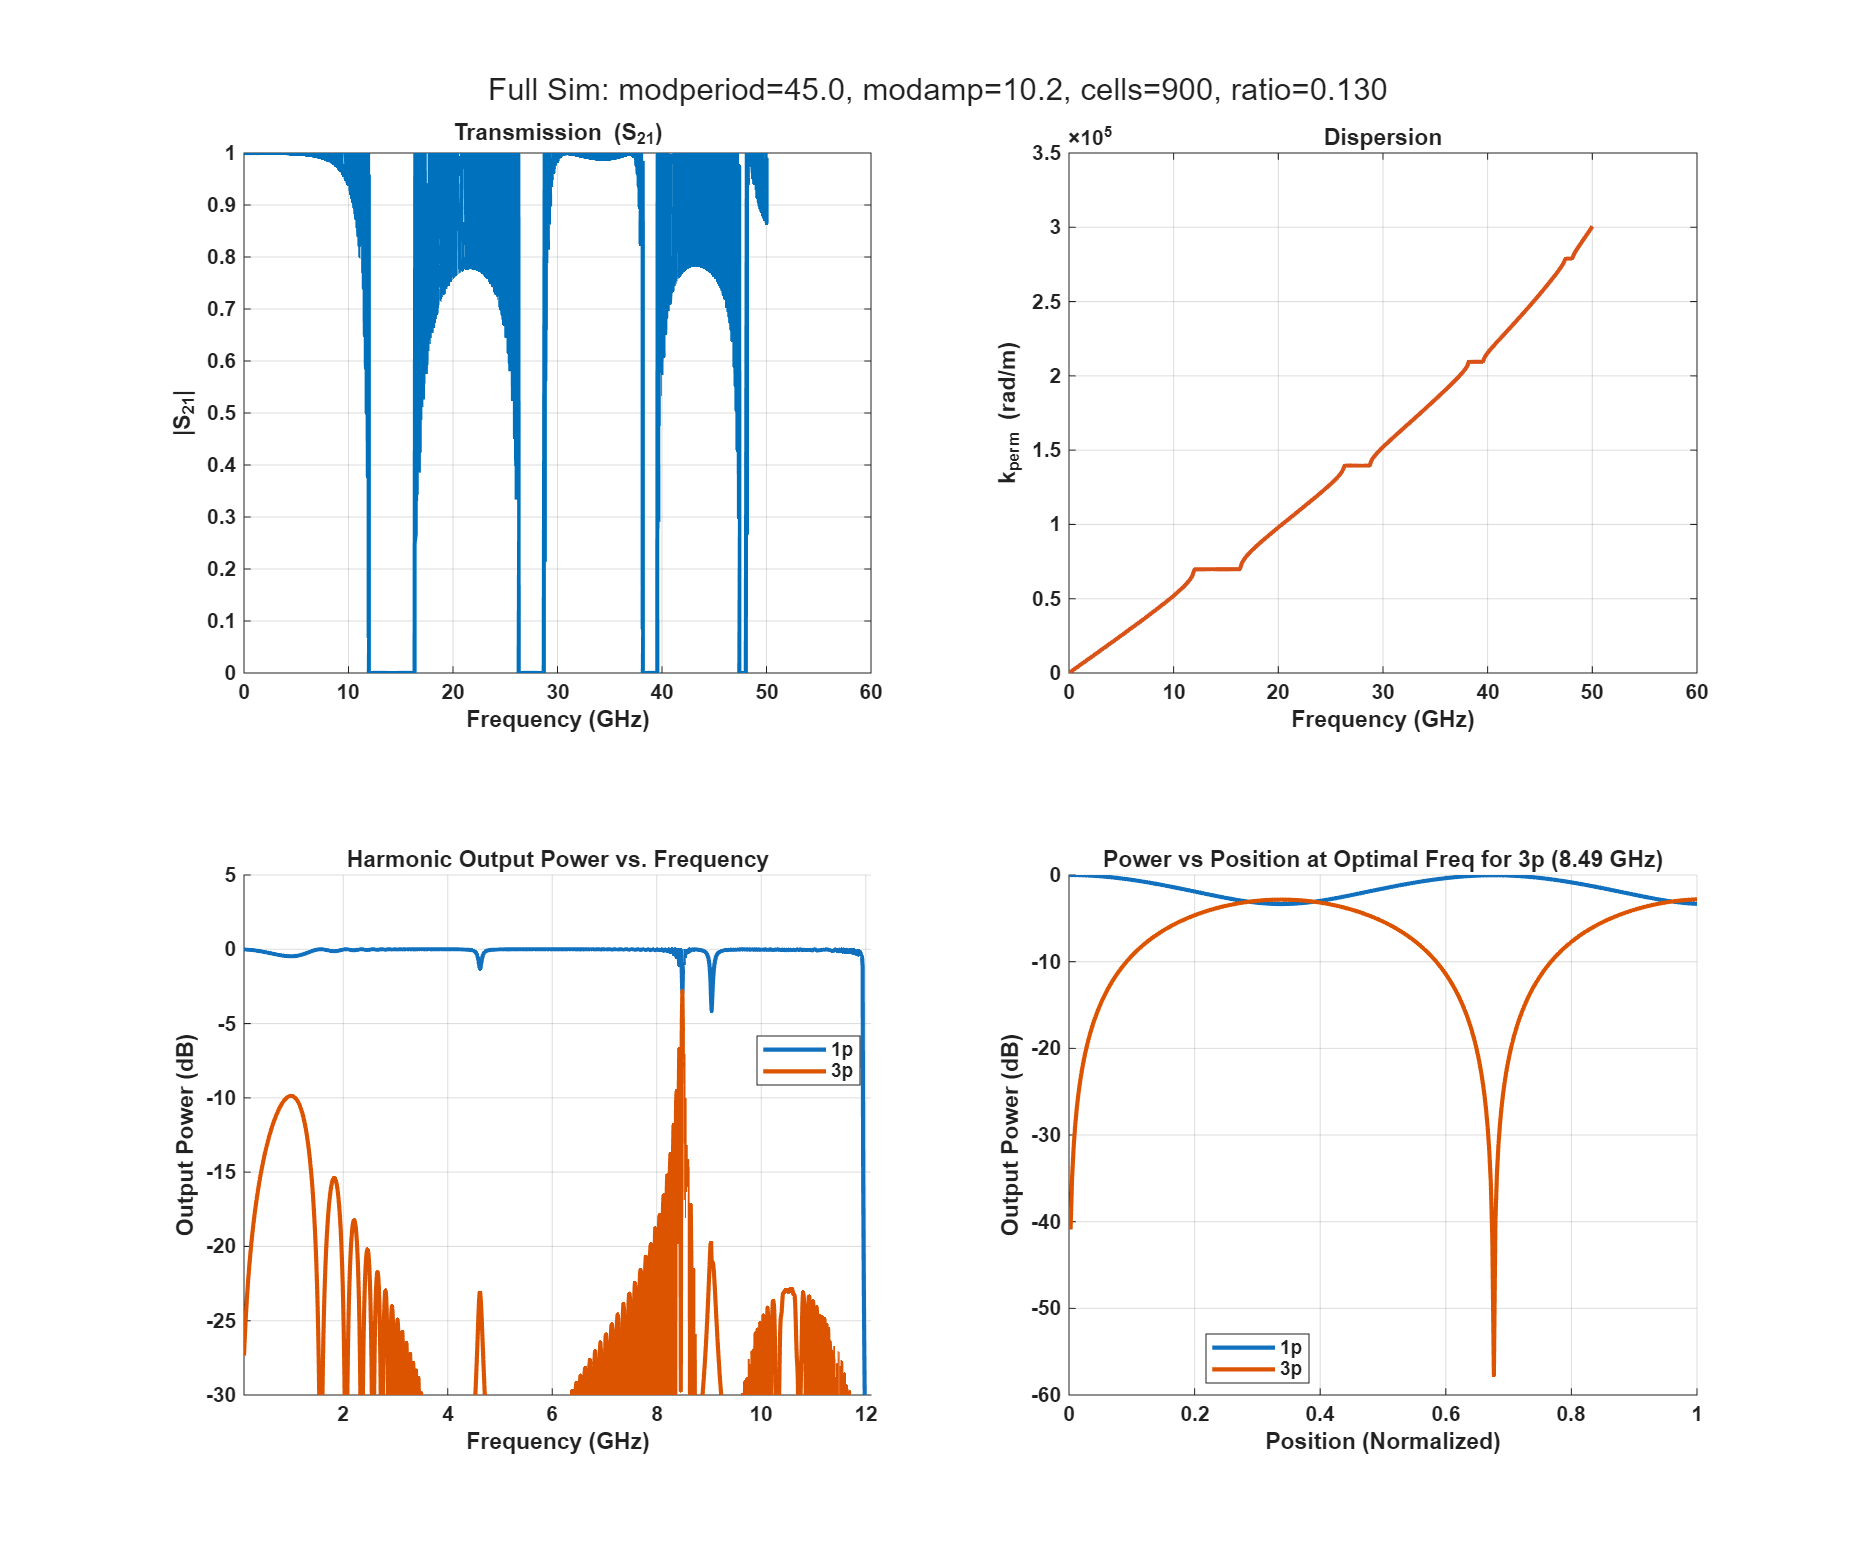 Full Sim: modperiod=45.0, modamp=10.2, cells=900, ratio=0.130
Transmission (S21)
1
0.9
0.8
0.7
0.6
0.5
0.4
0.3
0.2
0.1
0
|S21|
0 10 20 30 40 50 60
Frequency (GHz)
×10^5
Dispersion
3.5
3
2.5
2
1.5
1
0.5
0
kperm (rad/m)
0 10 20 30 40 50 60
Frequency (GHz)
Harmonic Output Power vs. Frequency
5
0
-5
-10
-15
-20
-25
-30
Output Power (dB)
1p
3p
2 4 6 8 10 12
Frequency (GHz)
Power vs Position at Optimal Freq for 3p (8.49 GHz)
0
-10
-20
-30
-40
-50
-60
Output Power (dB)
1p
3p
0 0.2 0.4 0.6 0.8 1
Position (Normalized)